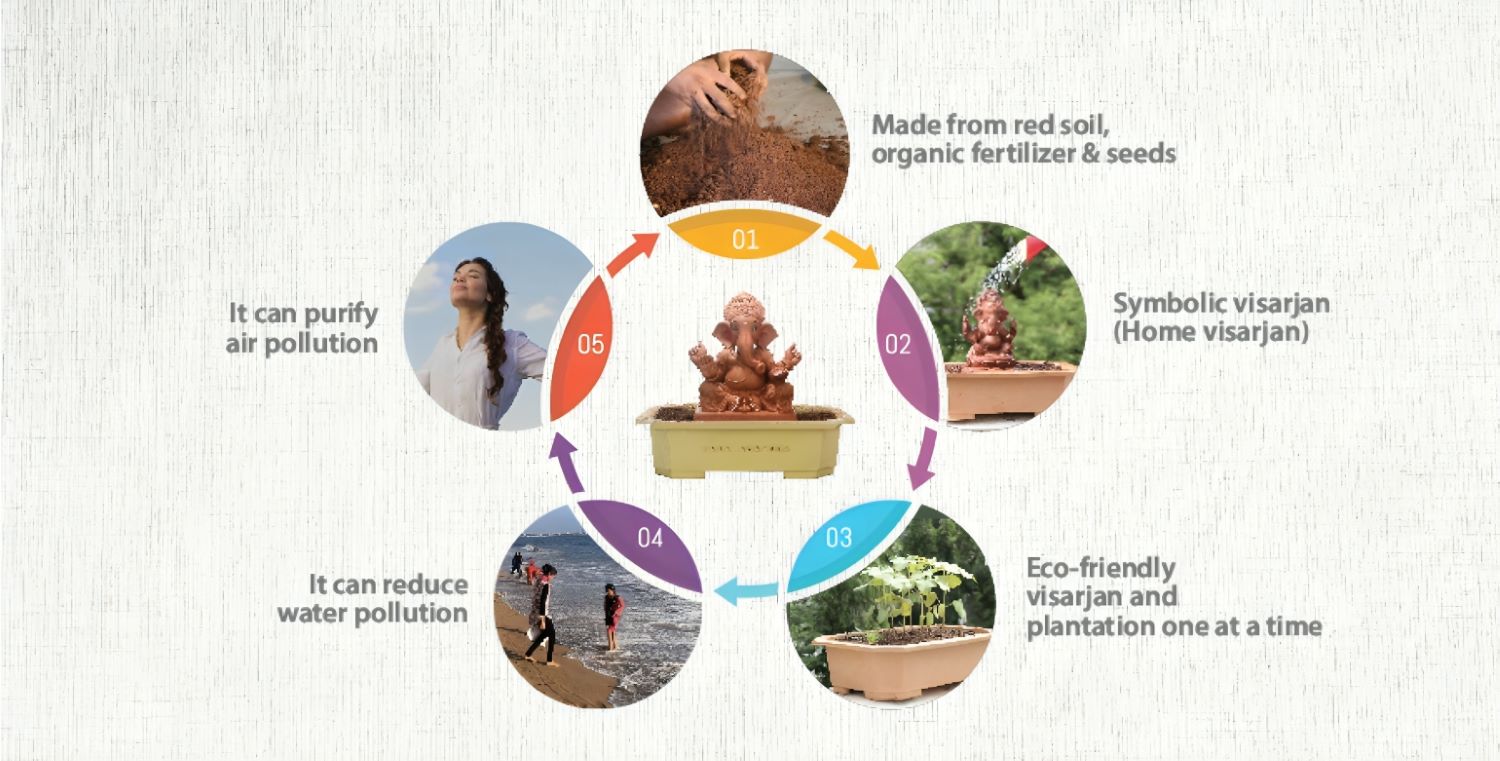 01
Made from red soil,
organic fertilizer & seeds
02
Symbolic visarjan
(Home visarjan)
03
Eco-friendly
visarjan and
plantation one at a time
04
It can reduce
water pollution
05
It can purify
air pollution